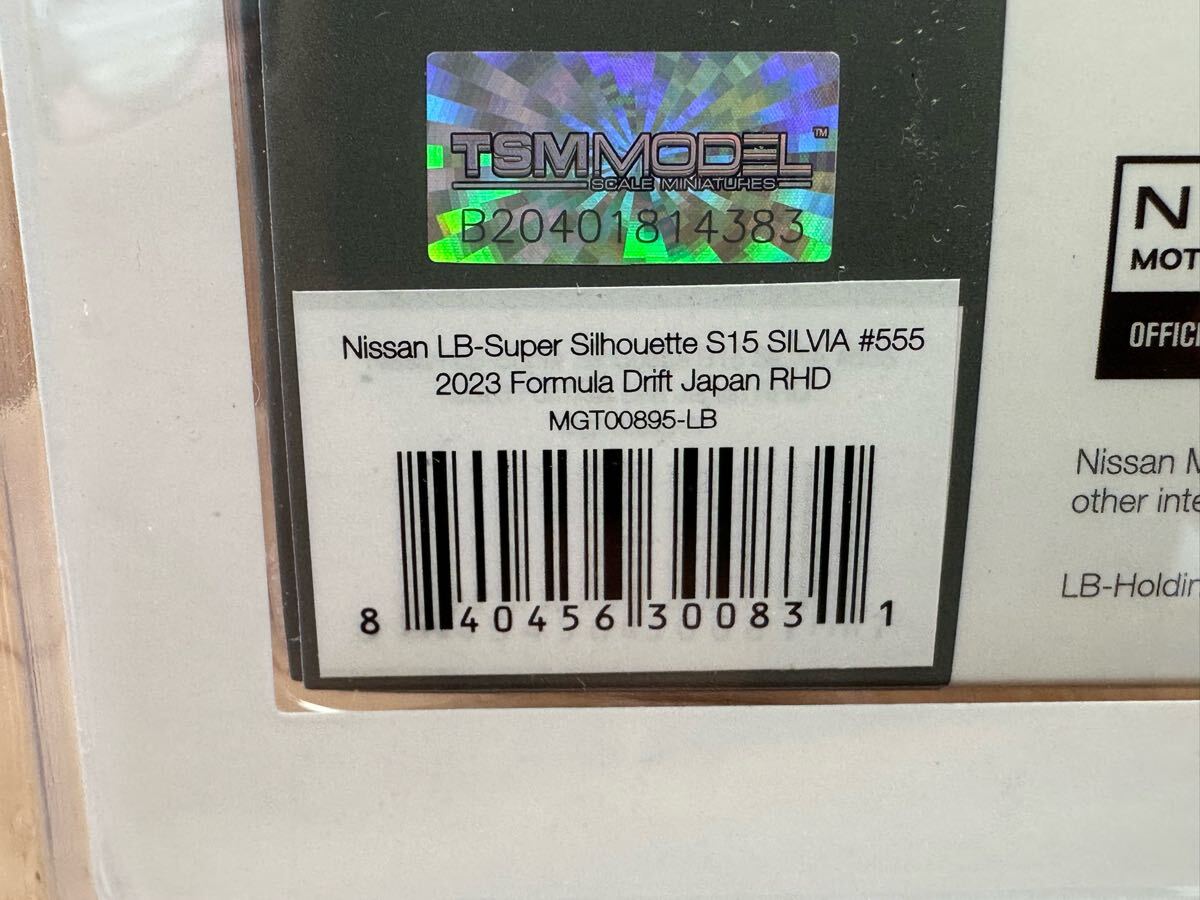 TSM MODEL™
SCALE MINIATURES
B20401814383
Nissan LB-Super Silhouette S15 SILVIA #555
2023 Formula Drift Japan RHD
MGT00895-LB
8 40456 30083 1
N
MOT
OFFICI
Nissan M
other inte
LB-Holdin